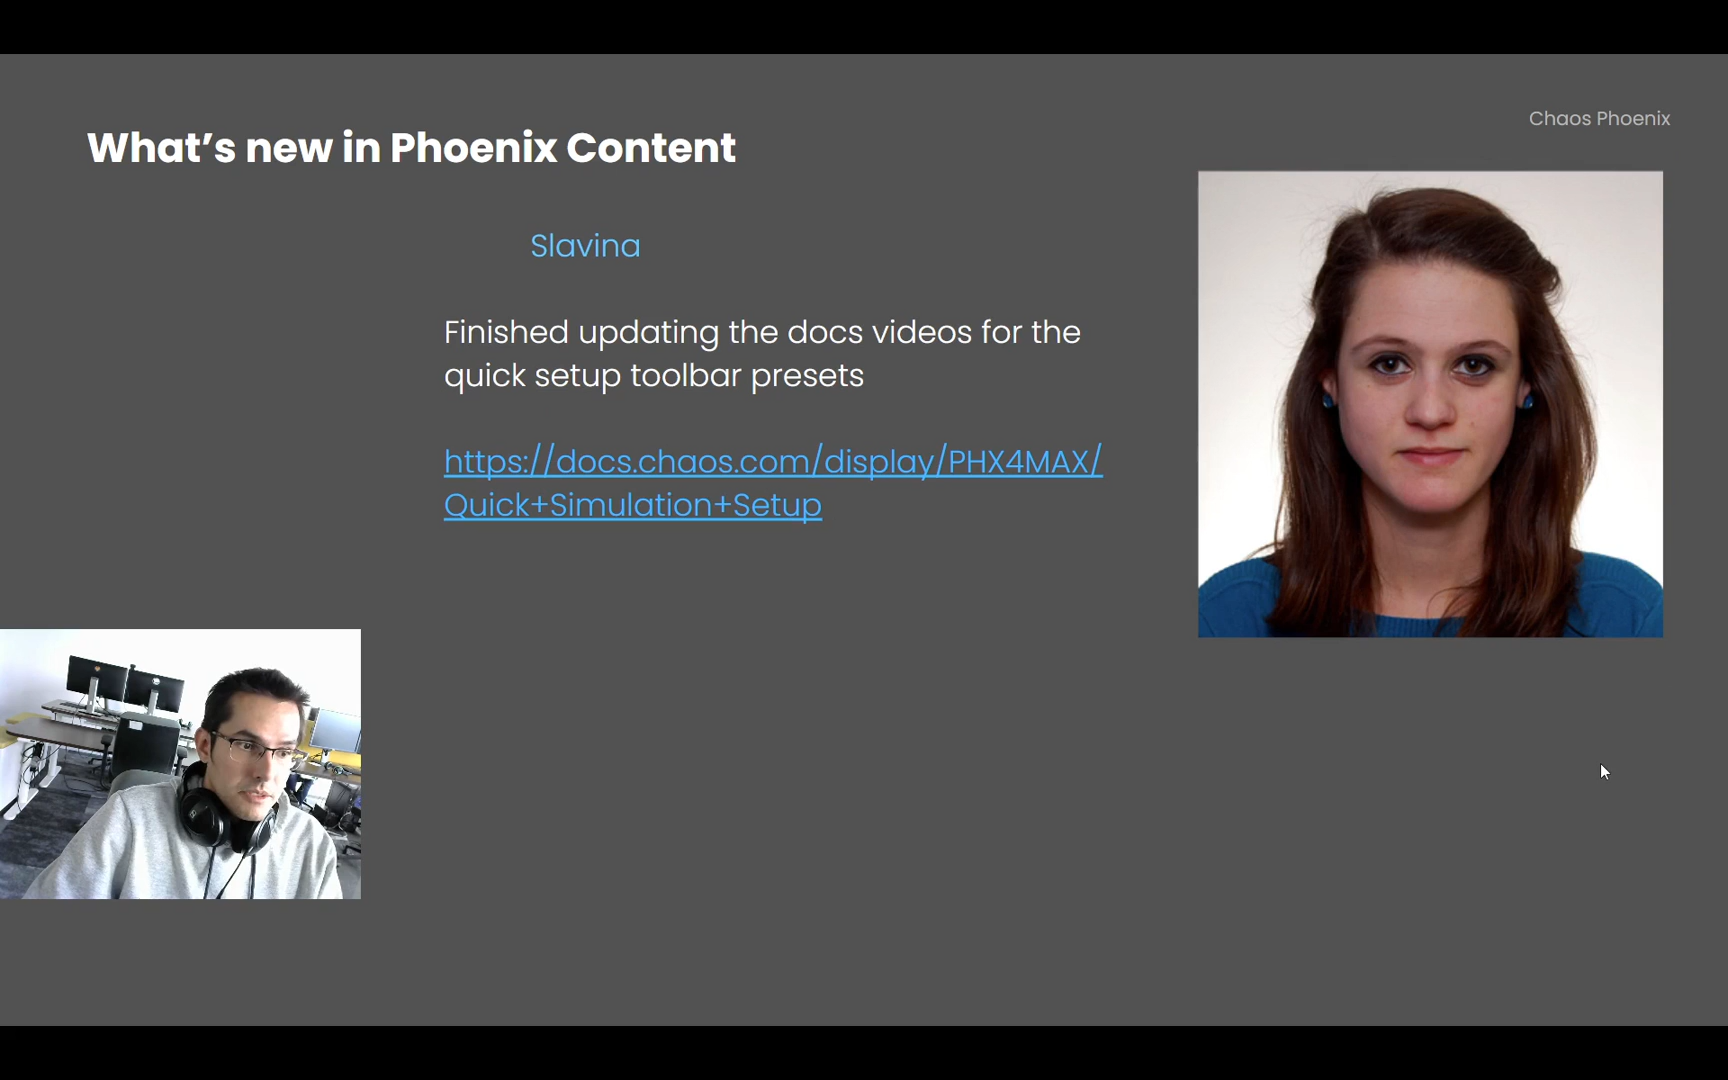 Chaos Phoenix
What’s new in Phoenix Content
Slavina
Finished updating the docs videos for the
quick setup toolbar presets
https://docs.chaos.com/display/PHX4MAX/
Quick+Simulation+Setup